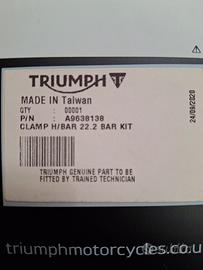 TRIUMPH
MADE IN Taiwan
QTY : 00001
P/N : A9638138
CLAMP H/BAR 22.2 BAR KIT
24/09/2020
TRIUMPH GENUINE PART TO BE
FITTED BY TRAINED TECHNICIAN
triumphmotorcycles.co.u